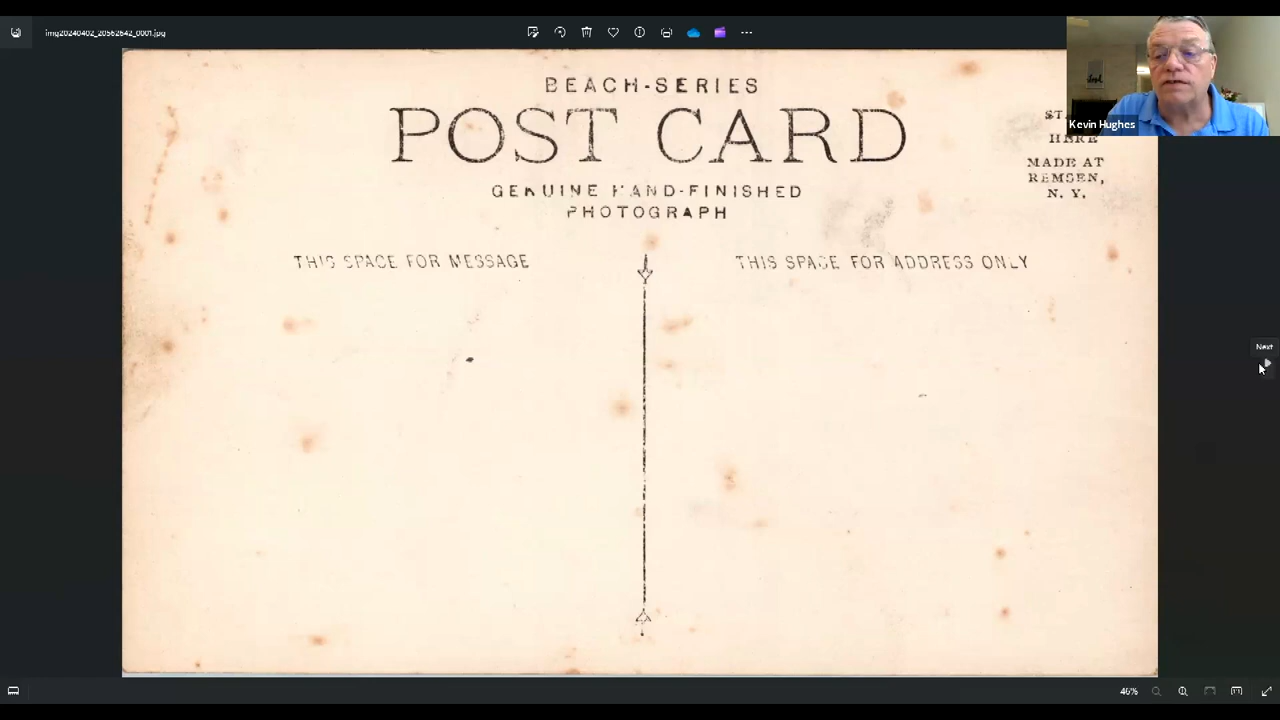 img20240402_20562642_0001.jpg
Kevin Hughes
BEACH-SERIES
POST CARD
GENUINE HAND-FINISHED
PHOTOGRAPH
HERE
MADE AT
REMSEN,
N. Y.
THIS SPACE FOR MESSAGE
THIS SPACE FOR ADDRESS ONLY
Next
46%